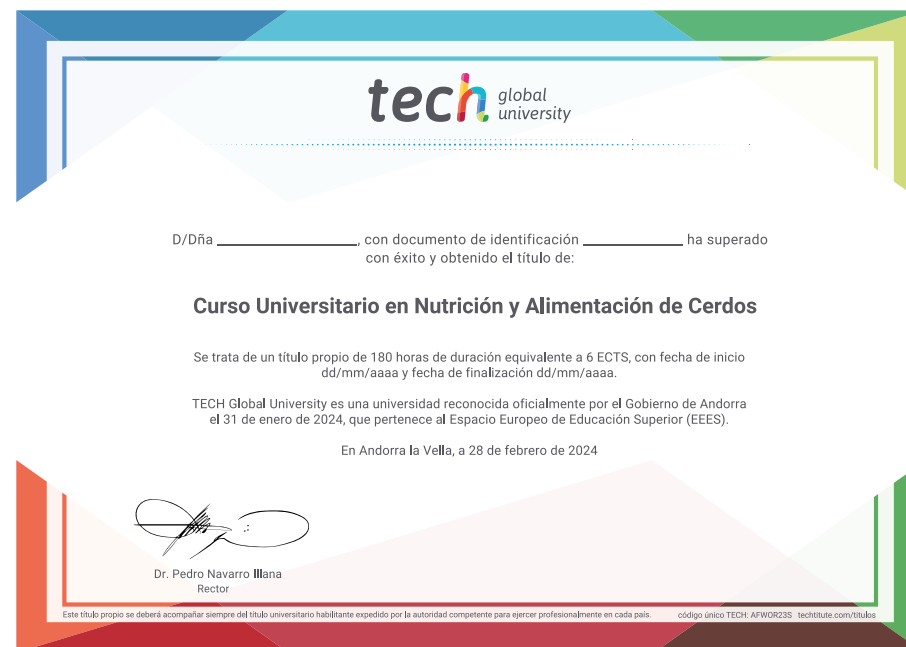 tech global
university
D/Dña ______________, con documento de identificación __________ ha superado
con éxito y obtenido el título de:
Curso Universitario en Nutrición y Alimentación de Cerdos
Se trata de un título propio de 180 horas de duración equivalente a 6 ECTS, con fecha de inicio
dd/mm/aaaa y fecha de finalización dd/mm/aaaa.
TECH Global University es una universidad reconocida oficialmente por el Gobierno de Andorra
el 31 de enero de 2024, que pertenece al Espacio Europeo de Educación Superior (EEES).
En Andorra la Vella, a 28 de febrero de 2024
Dr. Pedro Navarro Illana
Rector
Este título propio se deberá acompañar siempre del título universitario habilitante expedido por la autoridad competente para ejercer profesionalmente en cada país. código único TECH: AFWOR23S techtitute.com/titulos